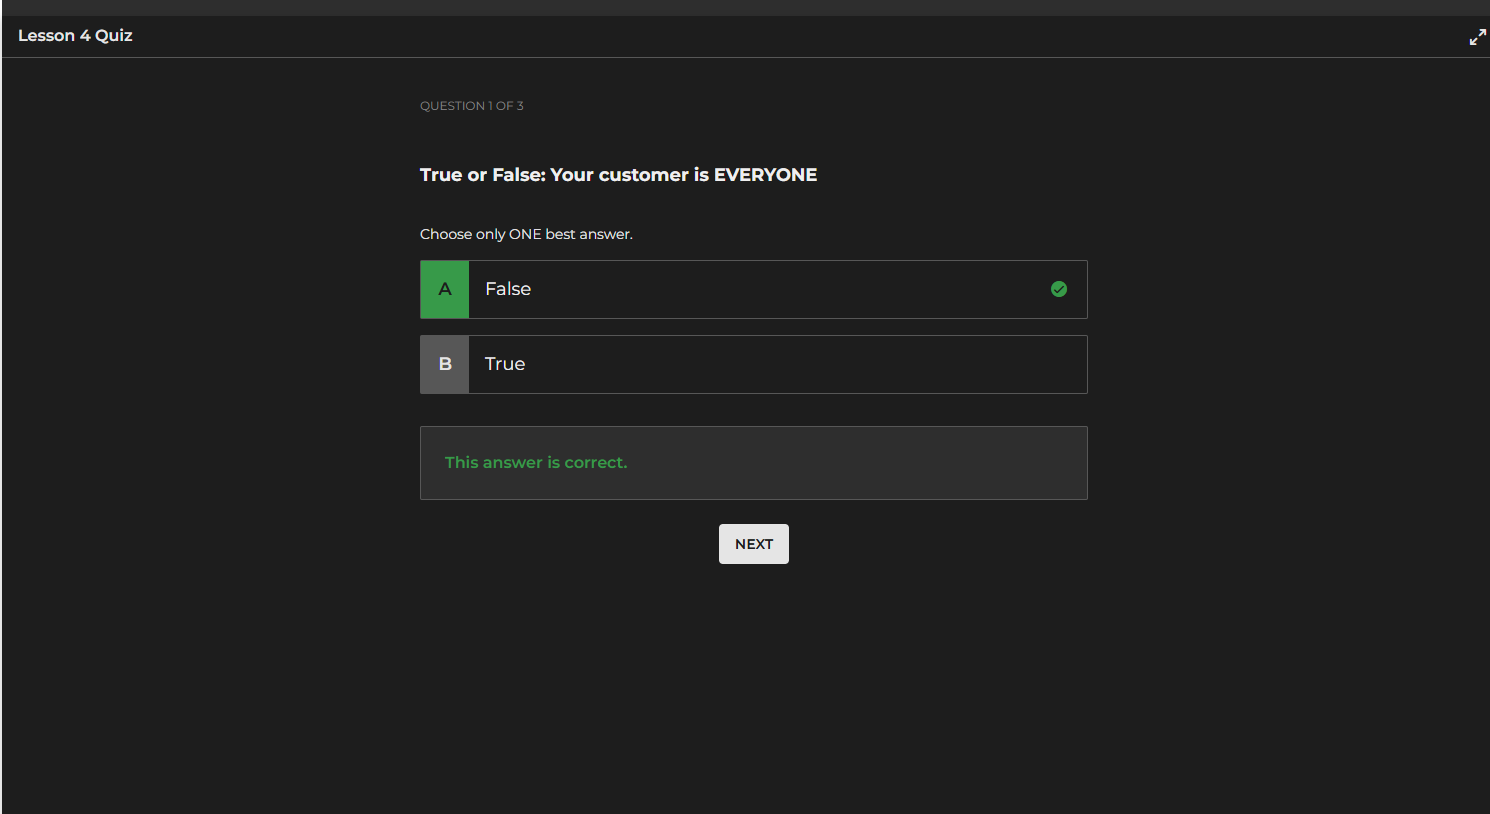 Lesson 4 Quiz
QUESTION 1 OF 3
True or False: Your customer is EVERYONE
Choose only ONE best answer.
A False
B True
This answer is correct.
NEXT